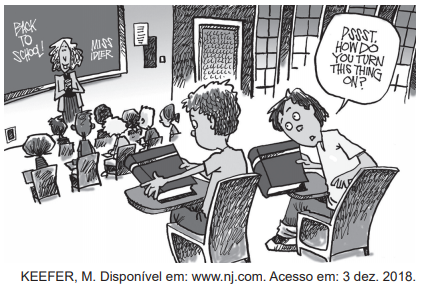 BACK
TO
SCHOOL!
MISS
IDLER
PSSST.
HOW DO
YOU TURN
THIS THING
ON?
KEEFER, M. Disponível em: www.nj.com. Acesso em: 3 dez. 2018.